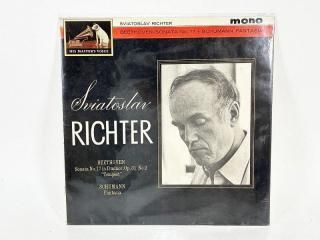 HIS MASTER'S VOICE
SVIATOSLAV RICHTER
mono
BEETHOVEN: SONATA No. 17 • SCHUMANN: FANTASIA
Sviatoslav
RICHTER
BEETHOVEN
Sonata No. 17 in D minor, Op. 31, No. 2
"Tempest"
SCHUMANN
Fantasia